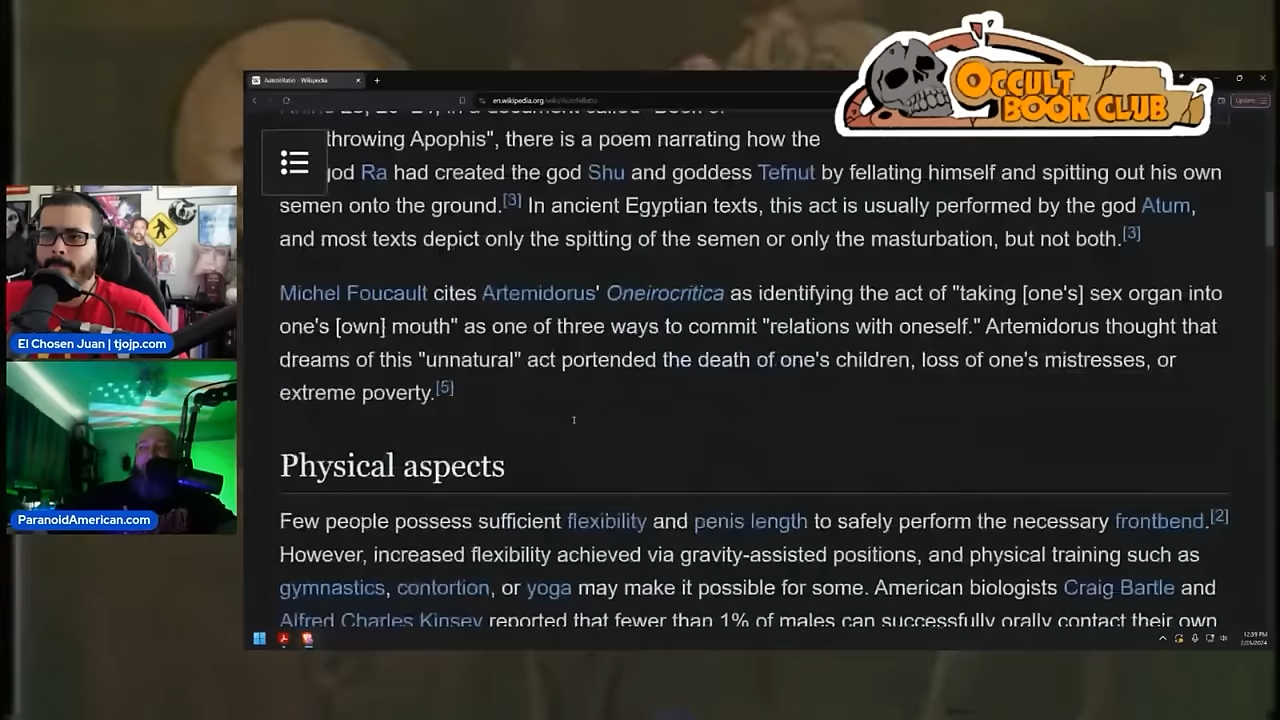 OCCULT
BOOK CLUB
Autofellatio - Wikipedia
en.wikipedia.org/wiki/Autofellatio
Update
throwing Apophis", there is a poem narrating how the
god Ra had created the god Shu and goddess Tefnut by fellating himself and spitting out his own
semen onto the ground.[3] In ancient Egyptian texts, this act is usually performed by the god Atum,
and most texts depict only the spitting of the semen or only the masturbation, but not both.[3]
Michel Foucault cites Artemidorus' Oneirocritica as identifying the act of "taking [one's] sex organ into
one's [own] mouth" as one of three ways to commit "relations with oneself." Artemidorus thought that
dreams of this "unnatural" act portended the death of one's children, loss of one's mistresses, or
extreme poverty.[5]
Physical aspects
Few people possess sufficient flexibility and penis length to safely perform the necessary frontbend.[2]
However, increased flexibility achieved via gravity-assisted positions, and physical training such as
gymnastics, contortion, or yoga may make it possible for some. American biologists Craig Bartle and
Alfred Charles Kinsey reported that fewer than 1% of males can successfully orally contact their own
El Chosen Juan | tjojp.com
ParanoidAmerican.com
12:39 PM